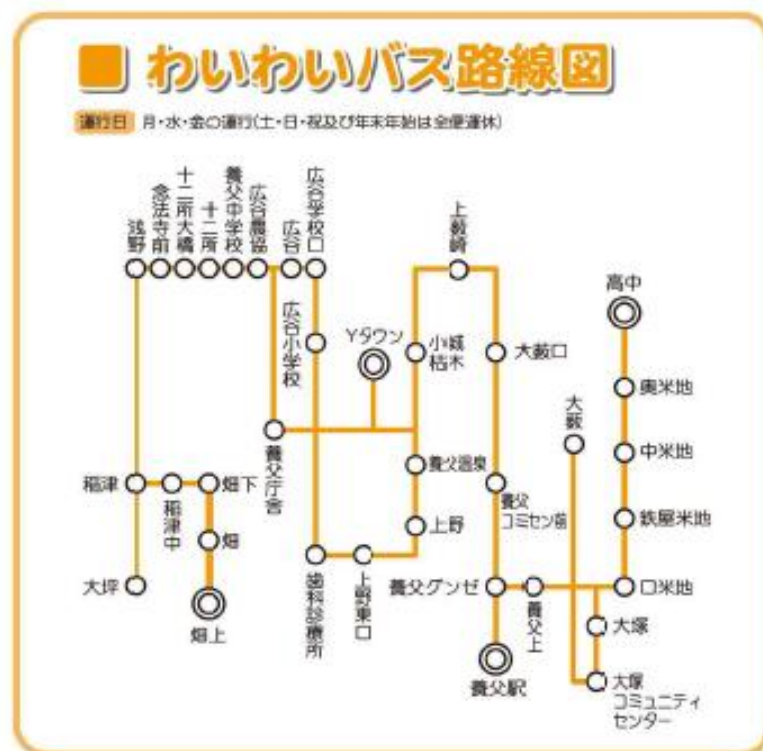 ■ わいわいバス路線図
運行日 月・水・金の運行(土・日・祝及び年末年始は全便運休)
浅野
念法寺前
十二所大橋
十二所
養父中学校
広谷農協
広谷
広谷学校口
上薮崎
高中
広谷小学校
Yタウン
小城
枯木
大薮口
奥米地
大薮
中米地
養父庁舎
養父温泉
稲津
稲津中
畑下
養父
コミセン前
鉄屋米地
畑
上野
大坪
畑上
歯科診療所
上野東口
養父グンゼ
養父上
口米地
大塚
養父駅
大塚
コミュニティ
センター